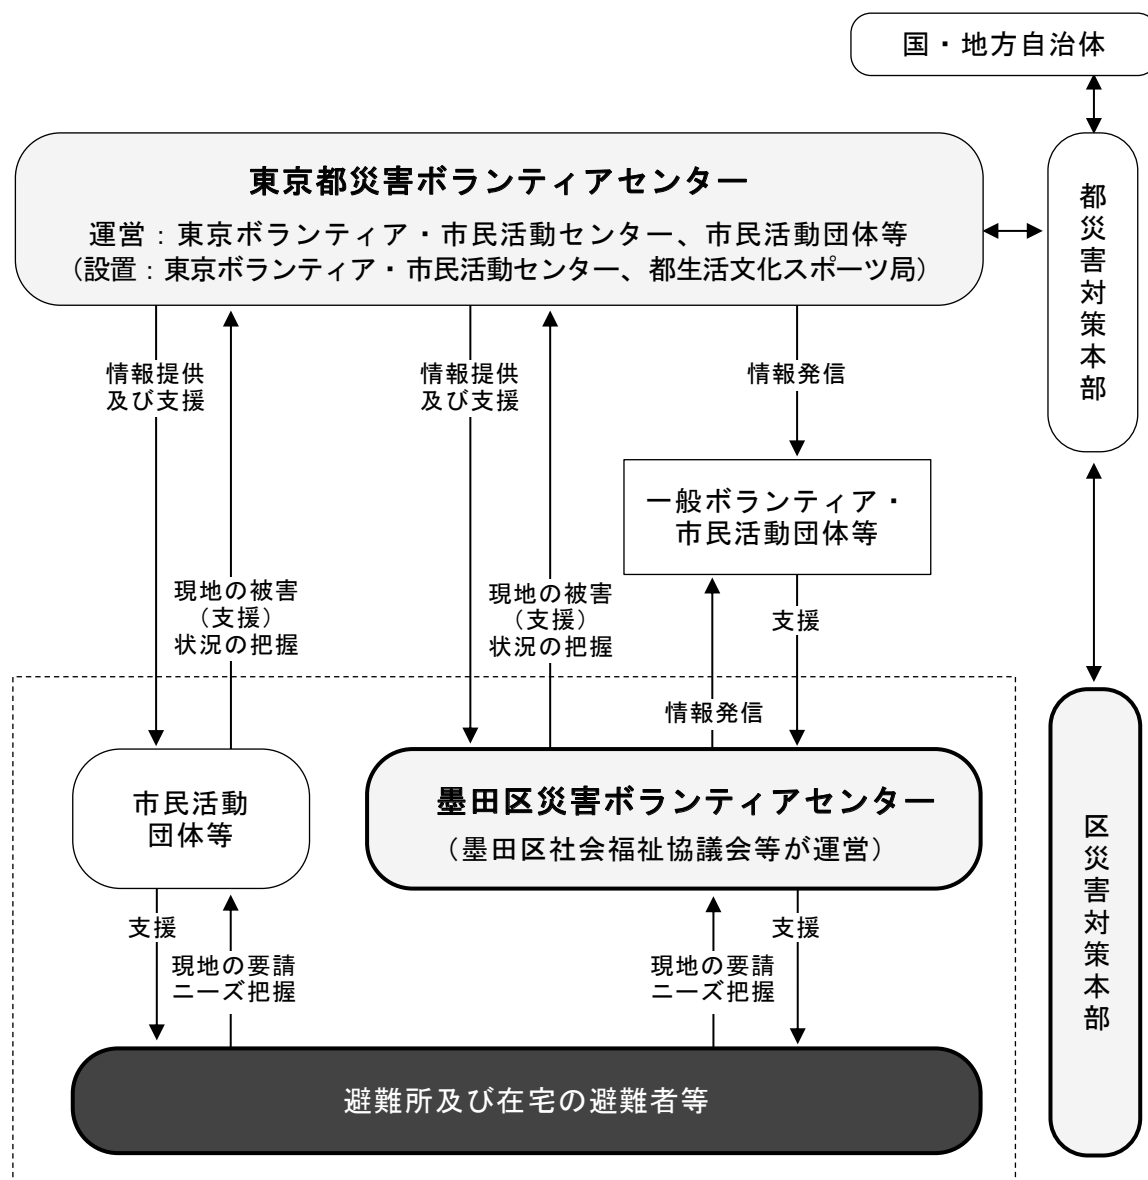 国・地方自治体
東京都災害ボランティアセンター
運営：東京ボランティア・市民活動センター、市民活動団体等
（設置：東京ボランティア・市民活動センター、都生活文化スポーツ局）
都災害対策本部
情報提供
及び支援
情報提供
及び支援
情報発信
一般ボランティア・
市民活動団体等
現地の被害
（支援）
状況の把握
現地の被害
（支援）
状況の把握
支援
情報発信
市民活動
団体等
墨田区災害ボランティアセンター
（墨田区社会福祉協議会等が運営）
区災害対策本部
支援
現地の要請
ニーズ把握
現地の要請
ニーズ把握
支援
避難所及び在宅の避難者等